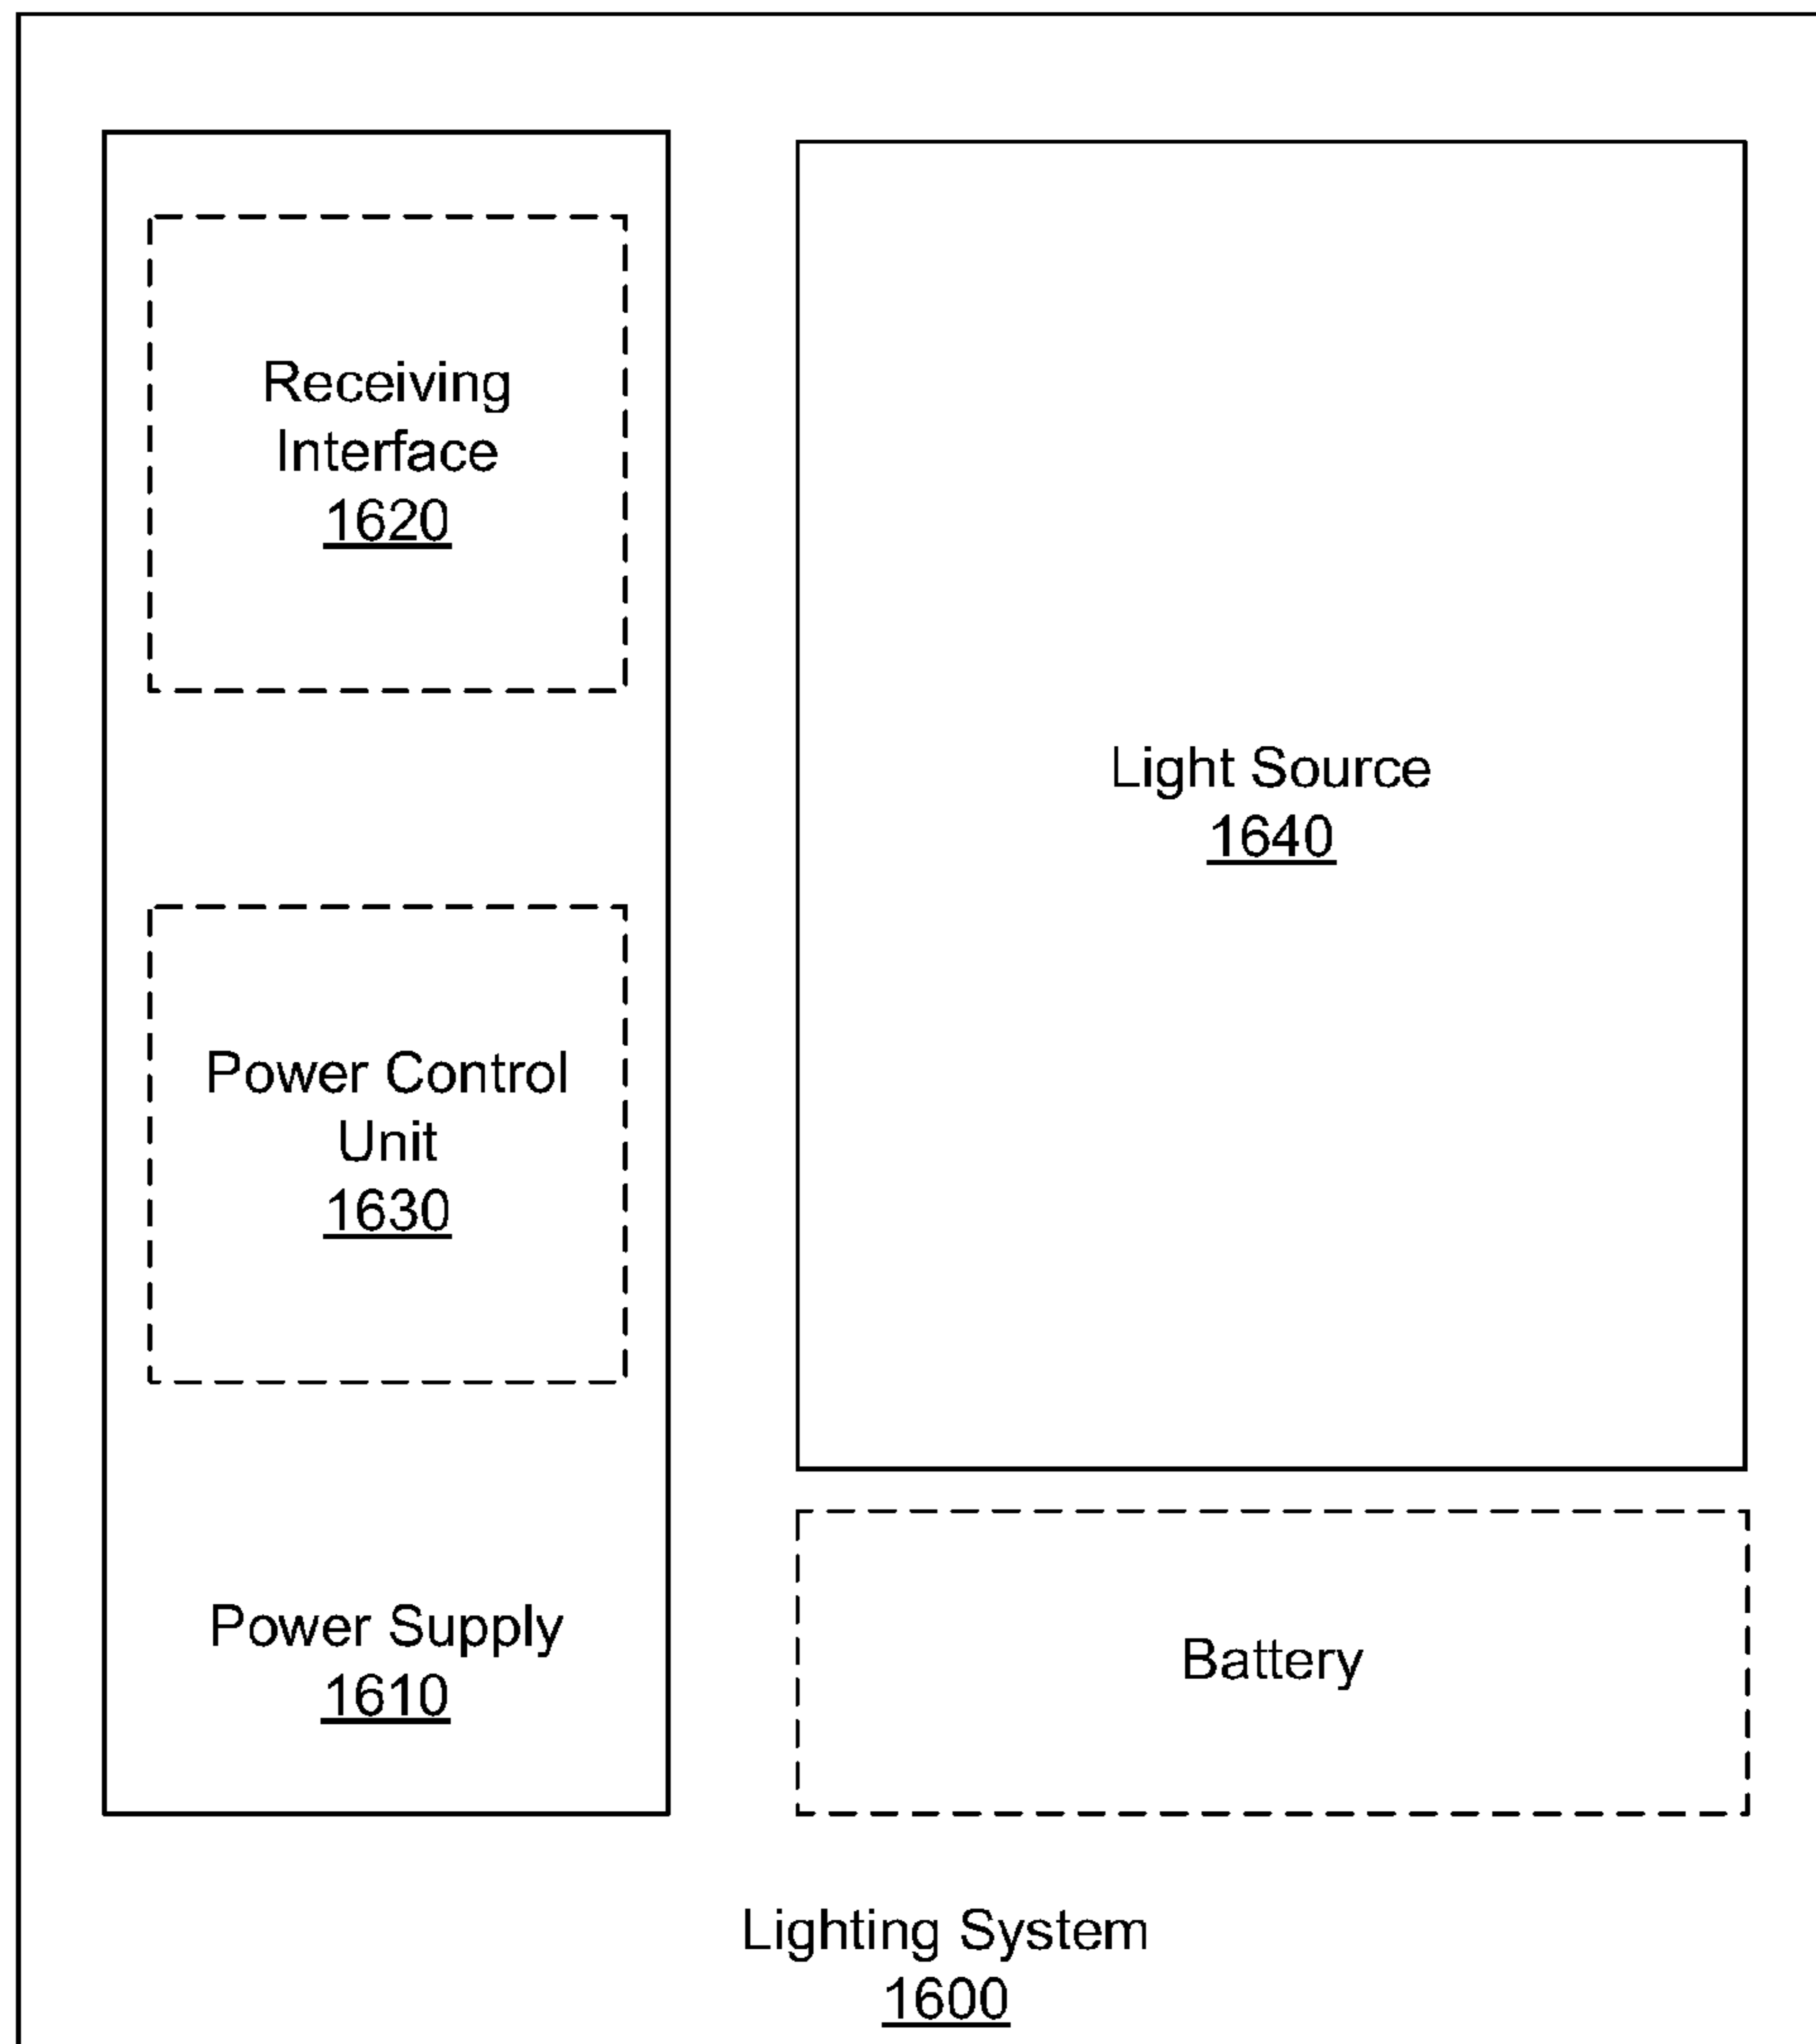 Receiving
Interface
1620
Power Control
Unit
1630
Power Supply
1610
Light Source
1640
Battery
Lighting System
1600